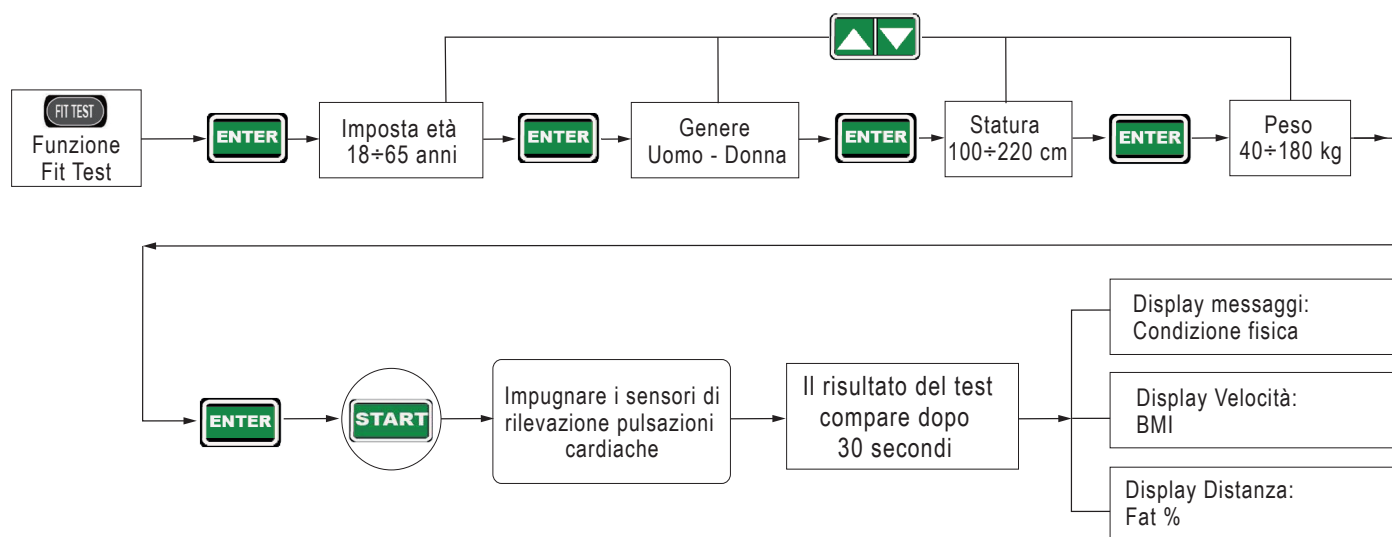 FIT TEST
Funzione
Fit Test
ENTER
Imposta età
18÷65 anni
ENTER
Genere
Uomo - Donna
ENTER
Statura
100÷220 cm
ENTER
Peso
40÷180 kg
ENTER
START
Impugnare i sensori di
rilevazione pulsazioni
cardiache
Il risultato del test
compare dopo
30 secondi
Display messaggi:
Condizione fisica
Display Velocità:
BMI
Display Distanza:
Fat %